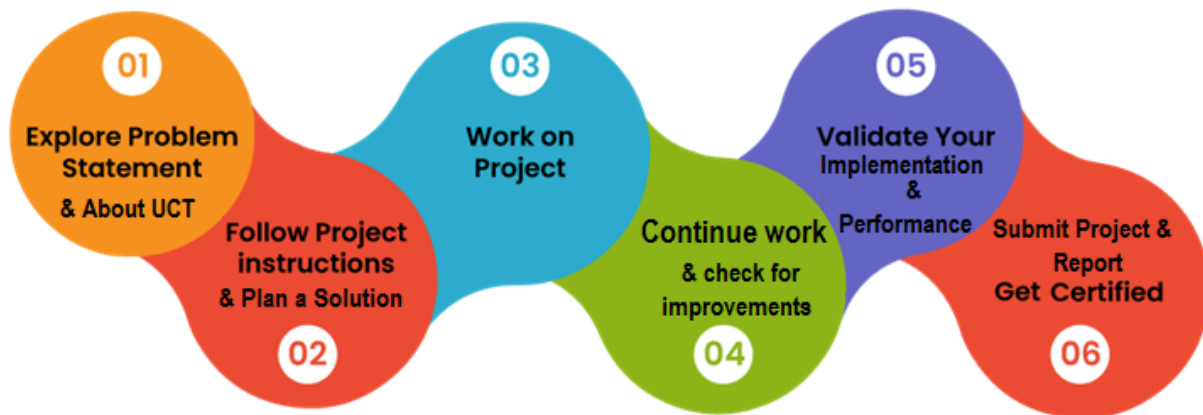 01
Explore Problem
Statement
& About UCT
Follow Project
instructions
& Plan a Solution
02
03
Work on
Project
Continue work
& check for
improvements
04
05
Validate Your
Implementation
&
Performance
Submit Project &
Report
Get Certified
06